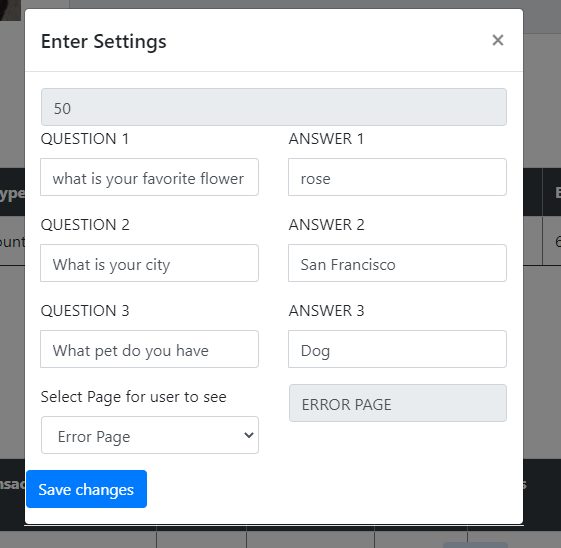 Enter Settings ×
50
QUESTION 1 ANSWER 1
what is your favorite flower rose
QUESTION 2 ANSWER 2
What is your city San Francisco
QUESTION 3 ANSWER 3
What pet do you have Dog
Select Page for user to see ERROR PAGE
Error Page
Save changes